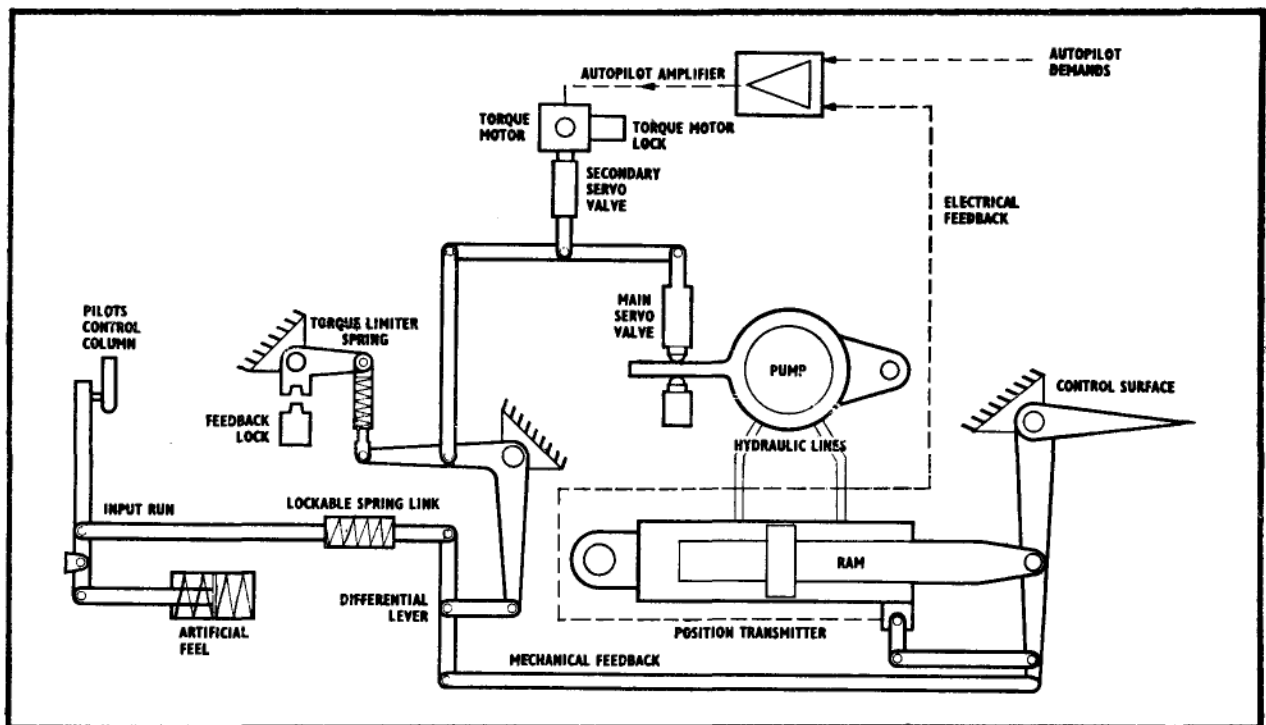 AUTOPILOT
DEMANDS
AUTOPILOT AMPLIFIER
TORQUE
MOTOR
TORQUE MOTOR
LOCK
SECONDARY
SERVO
VALVE
ELECTRICAL
FEEDBACK
PILOTS
CONTROL
COLUMN
TORQUE LIMITER
SPRING
MAIN
SERVO
VALVE
PUMP
CONTROL SURFACE
FEEDBACK
LOCK
HYDRAULIC LINES
INPUT RUN
LOCKABLE SPRING LINK
RAM
DIFFERENTIAL
LEVER
ARTIFICIAL
FEEL
POSITION TRANSMITTER
MECHANICAL FEEDBACK